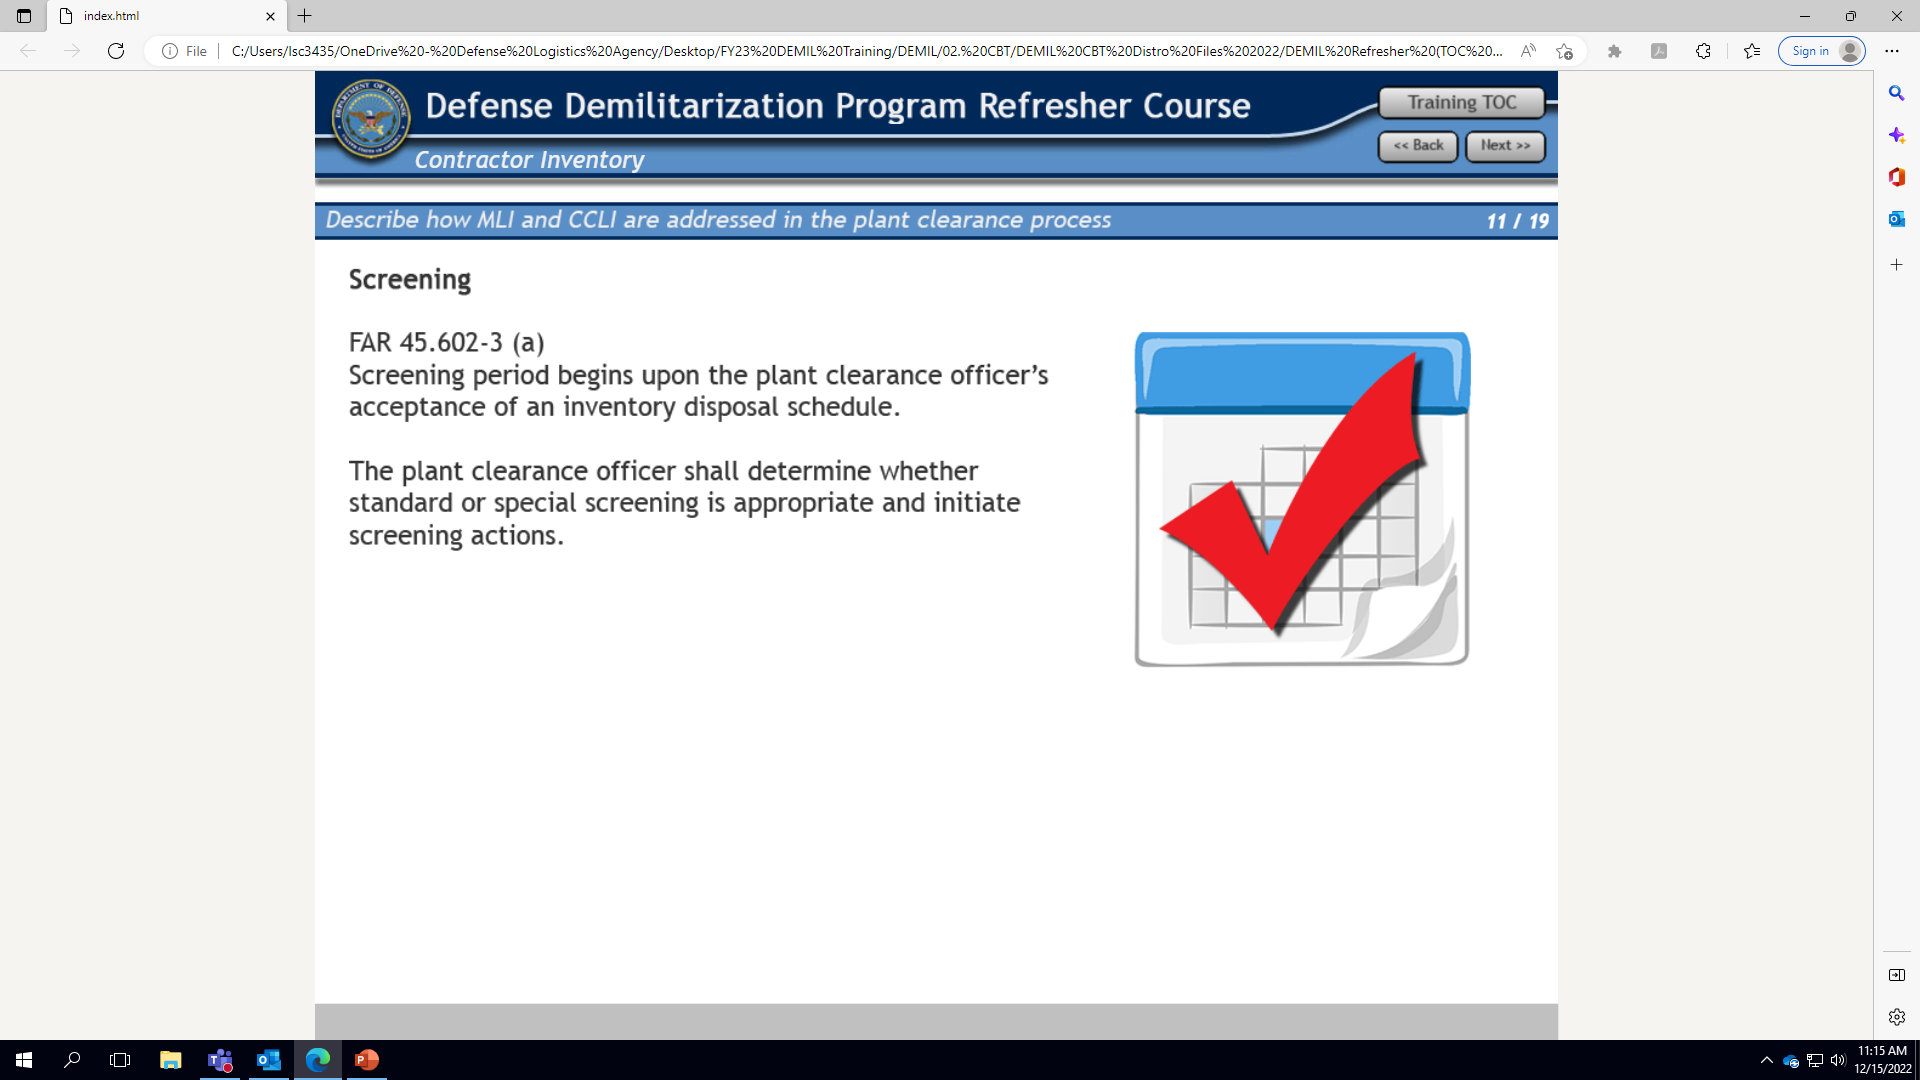 index.html
File
C:/Users/lsc3435/OneDrive%20-%20Defense%20Logistics%20Agency/Desktop/FY23%20DEMIL%20Training/DEMIL/02.%20CBT/DEMIL%20CBT%20Distro%20Files%202022/DEMIL%20Refresher%20(TOC%20...
Sign in
Defense Demilitarization Program Refresher Course
Training TOC
<< Back
Next >>
Contractor Inventory
Describe how MLI and CCLI are addressed in the plant clearance process
11 / 19
Screening
FAR 45.602-3 (a)
Screening period begins upon the plant clearance officer’s
acceptance of an inventory disposal schedule.
The plant clearance officer shall determine whether
standard or special screening is appropriate and initiate
screening actions.
11:15 AM
12/15/2022